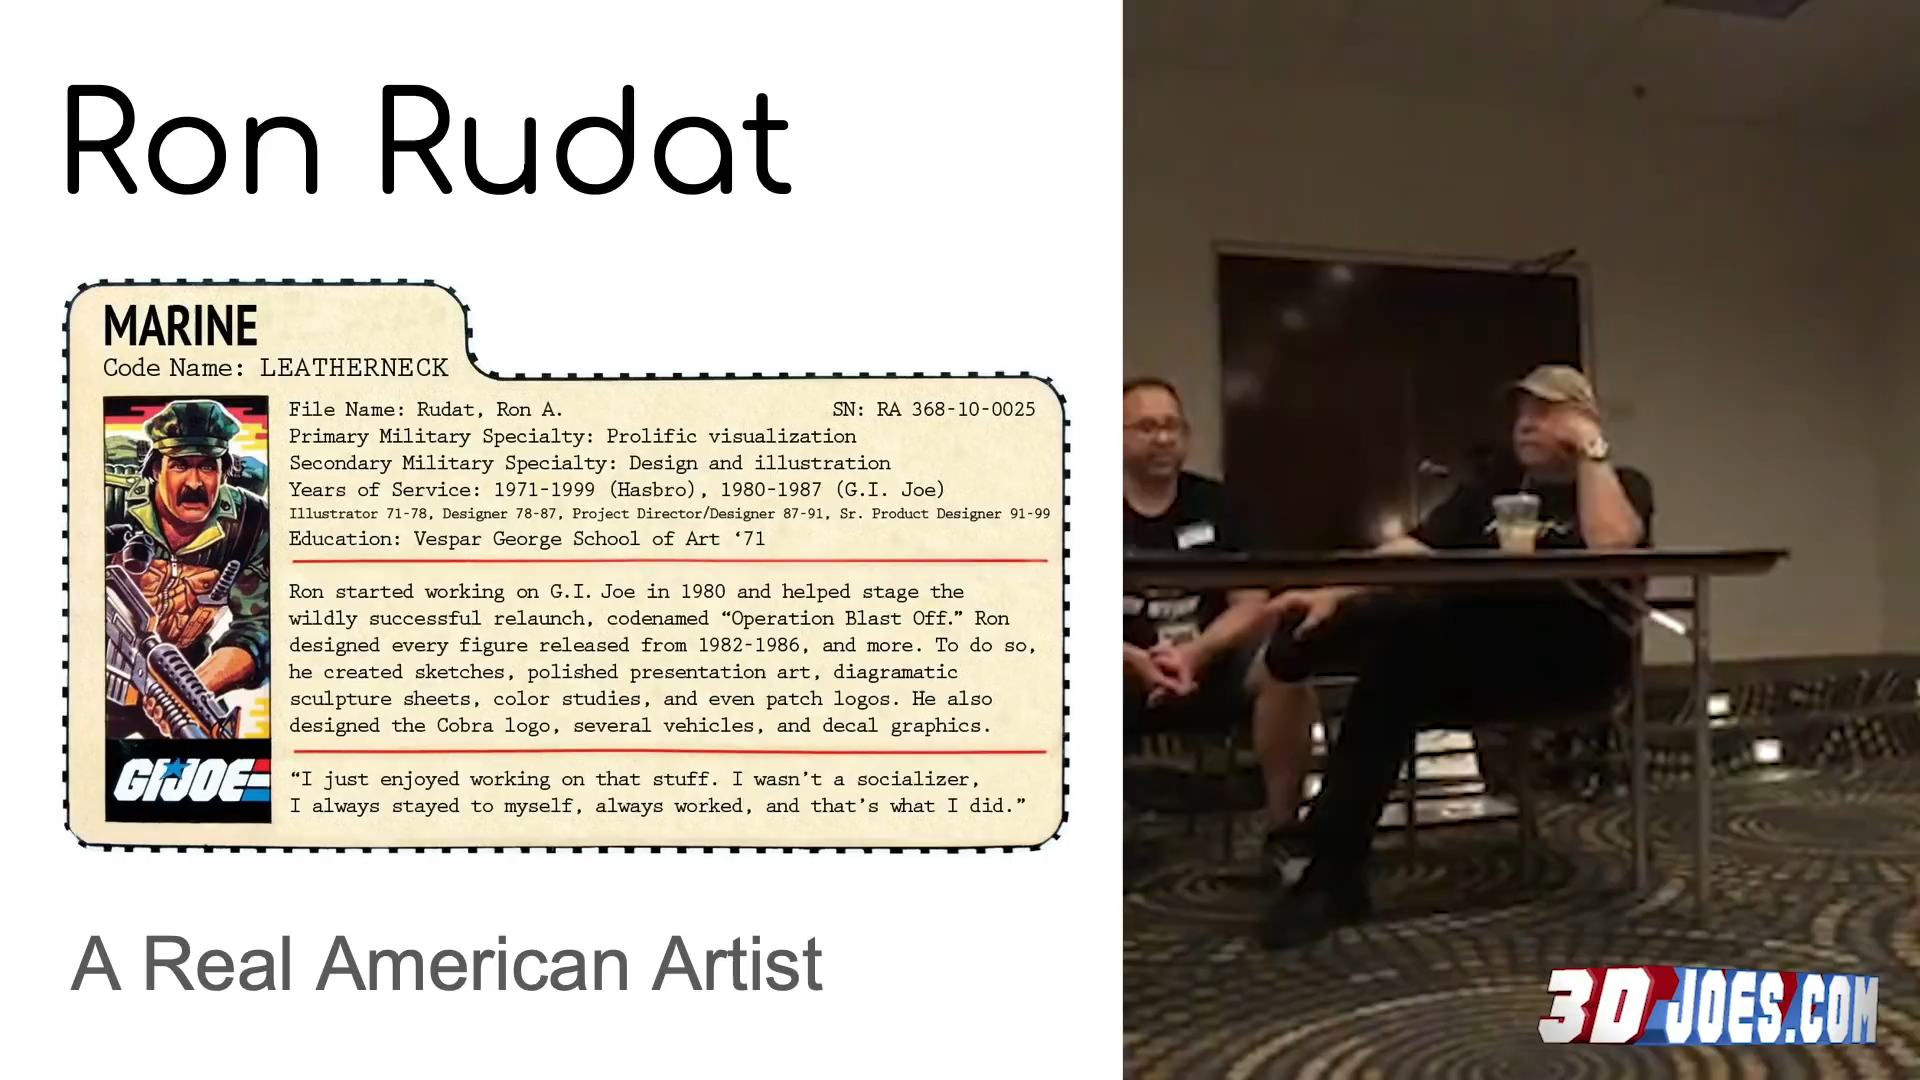 Ron Rudat
MARINE
Code Name: LEATHERNECK
File Name: Rudat, Ron A. SN: RA 368-10-0025
Primary Military Specialty: Prolific visualization
Secondary Military Specialty: Design and illustration
Years of Service: 1971-1999 (Hasbro), 1980-1987 (G.I. Joe)
Illustrator 71-78, Designer 78-87, Project Director/Designer 87-91, Sr. Product Designer 91-99
Education: Vespar George School of Art ‘71
Ron started working on G.I. Joe in 1980 and helped stage the
wildly successful relaunch, codenamed “Operation Blast Off.” Ron
designed every figure released from 1982-1986, and more. To do so,
he created sketches, polished presentation art, diagramatic
sculpture sheets, color studies, and even patch logos. He also
designed the Cobra logo, several vehicles, and decal graphics.
“I just enjoyed working on that stuff. I wasn’t a socializer,
I always stayed to myself, always worked, and that’s what I did.”
GI JOE
A Real American Artist
3D JOES.COM